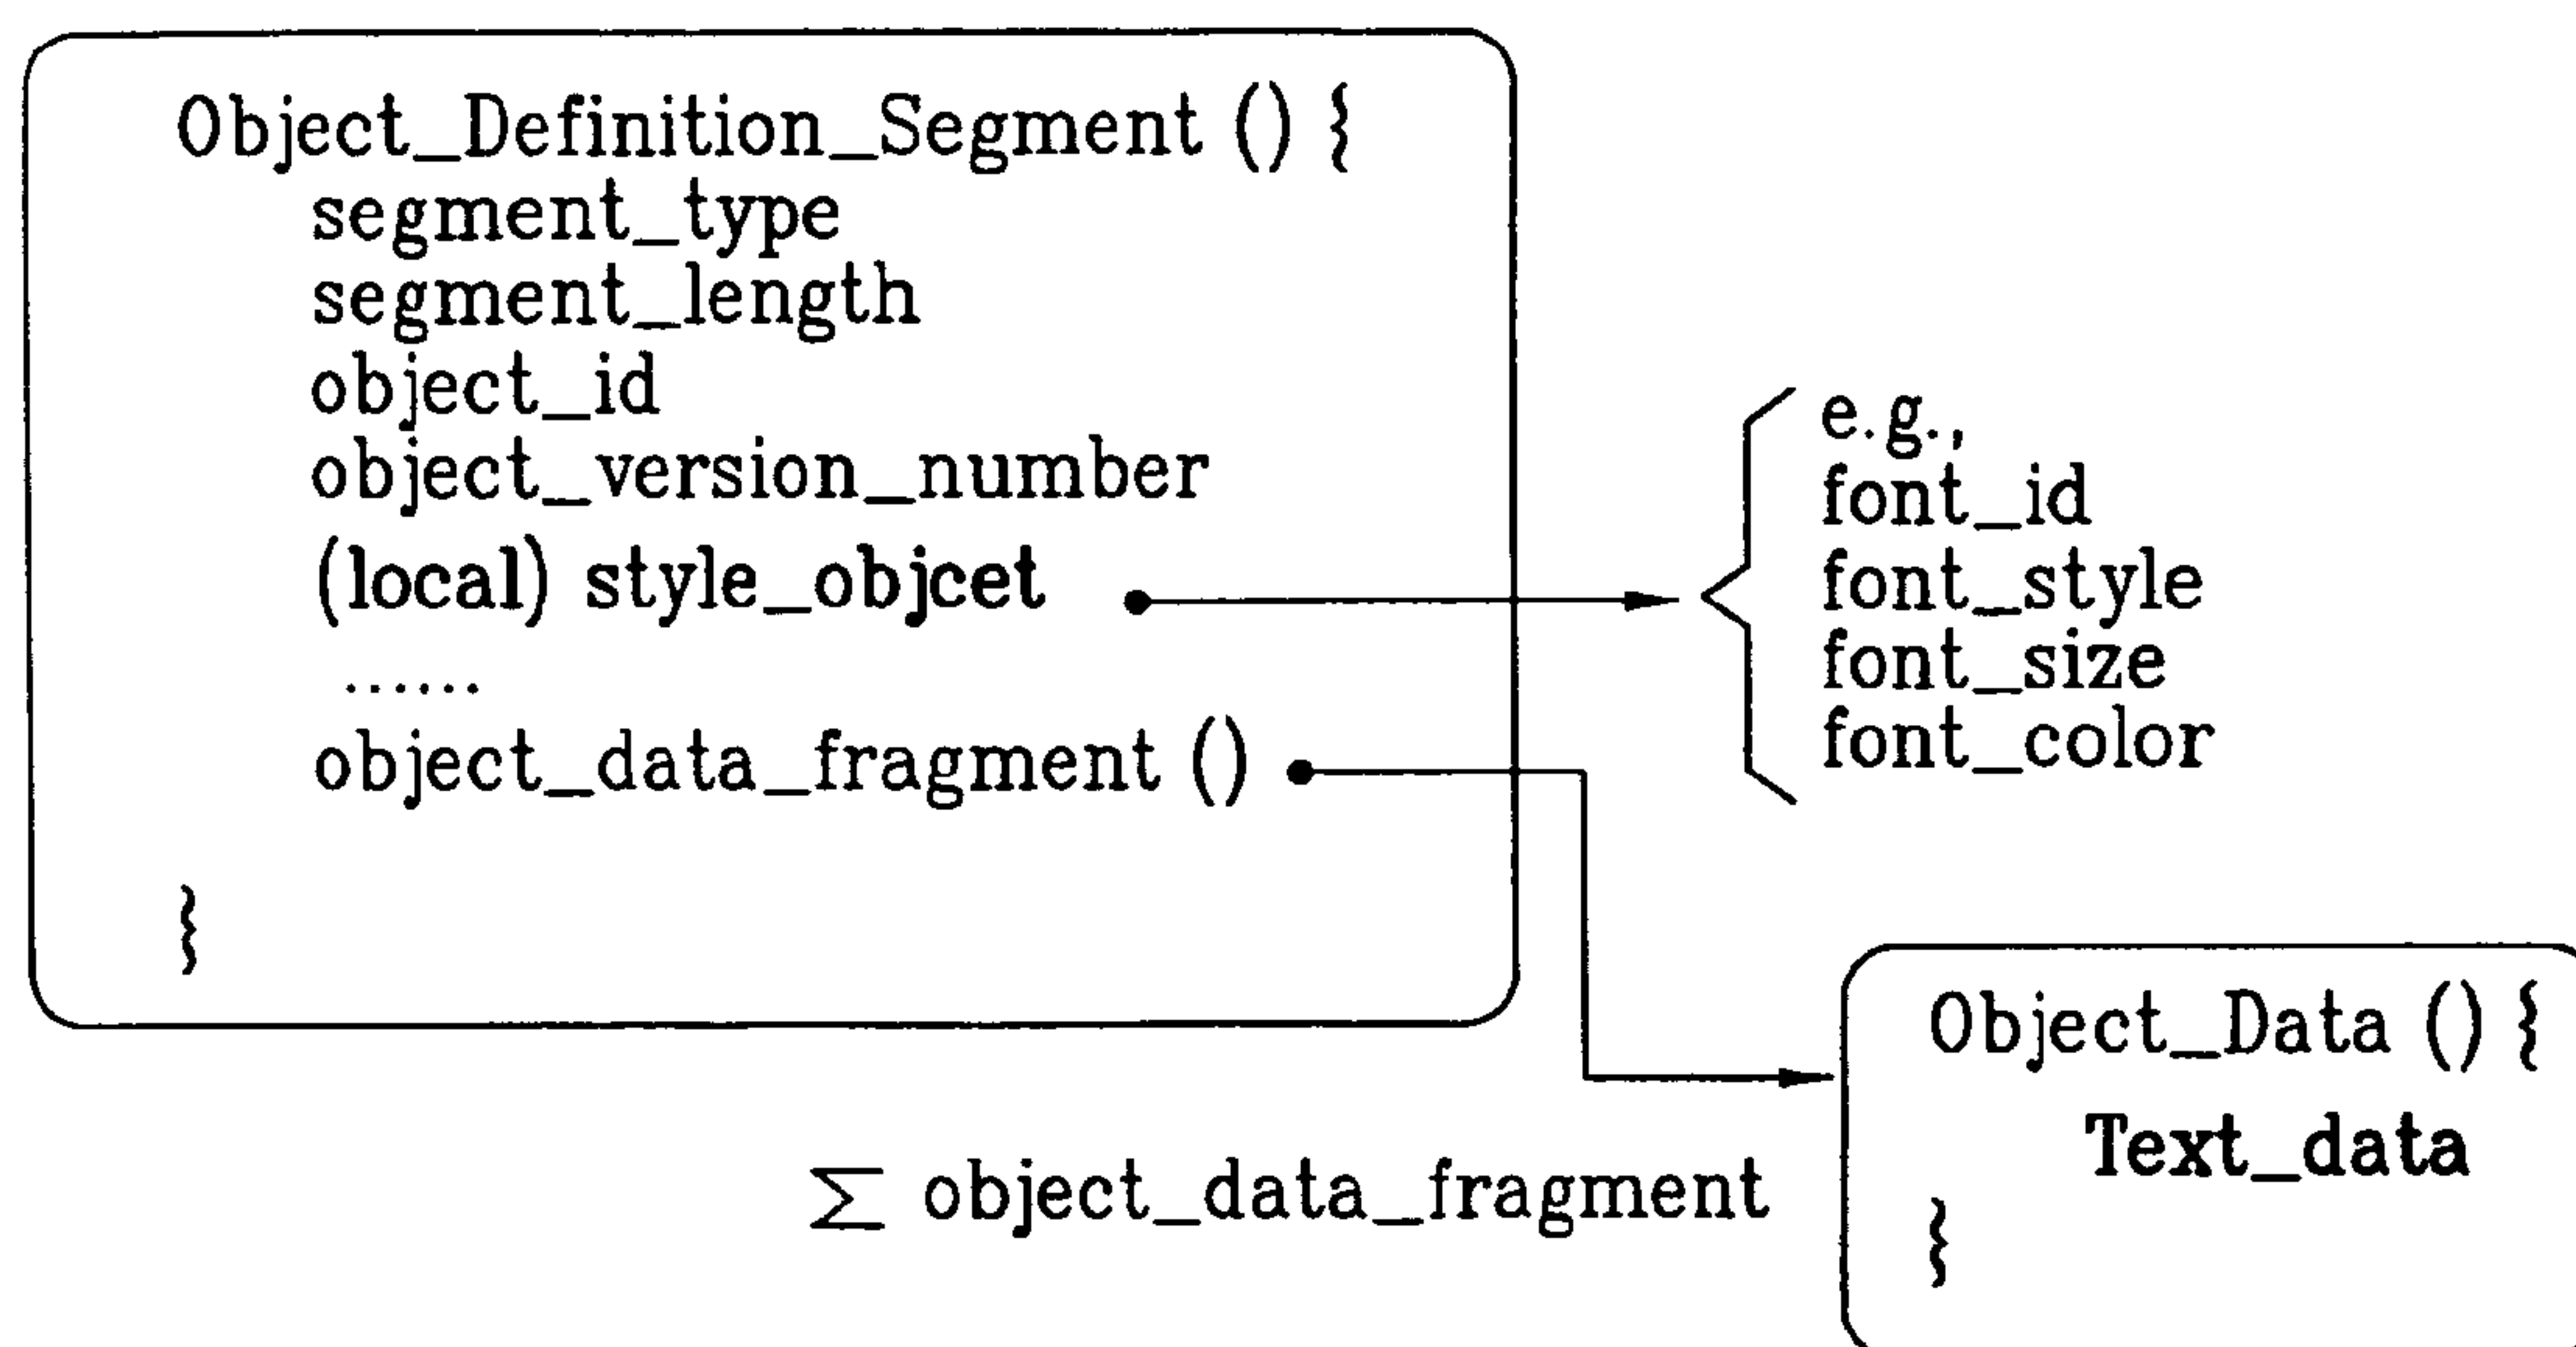 Object_Definition_Segment () {
segment_type
segment_length
object_id
object_version_number
(local) style_objcet
......
object_data_fragment ()
}
e.g.,
font_id
font_style
font_size
font_color
Object_Data () {
Text_data
}
∑ object_data_fragment